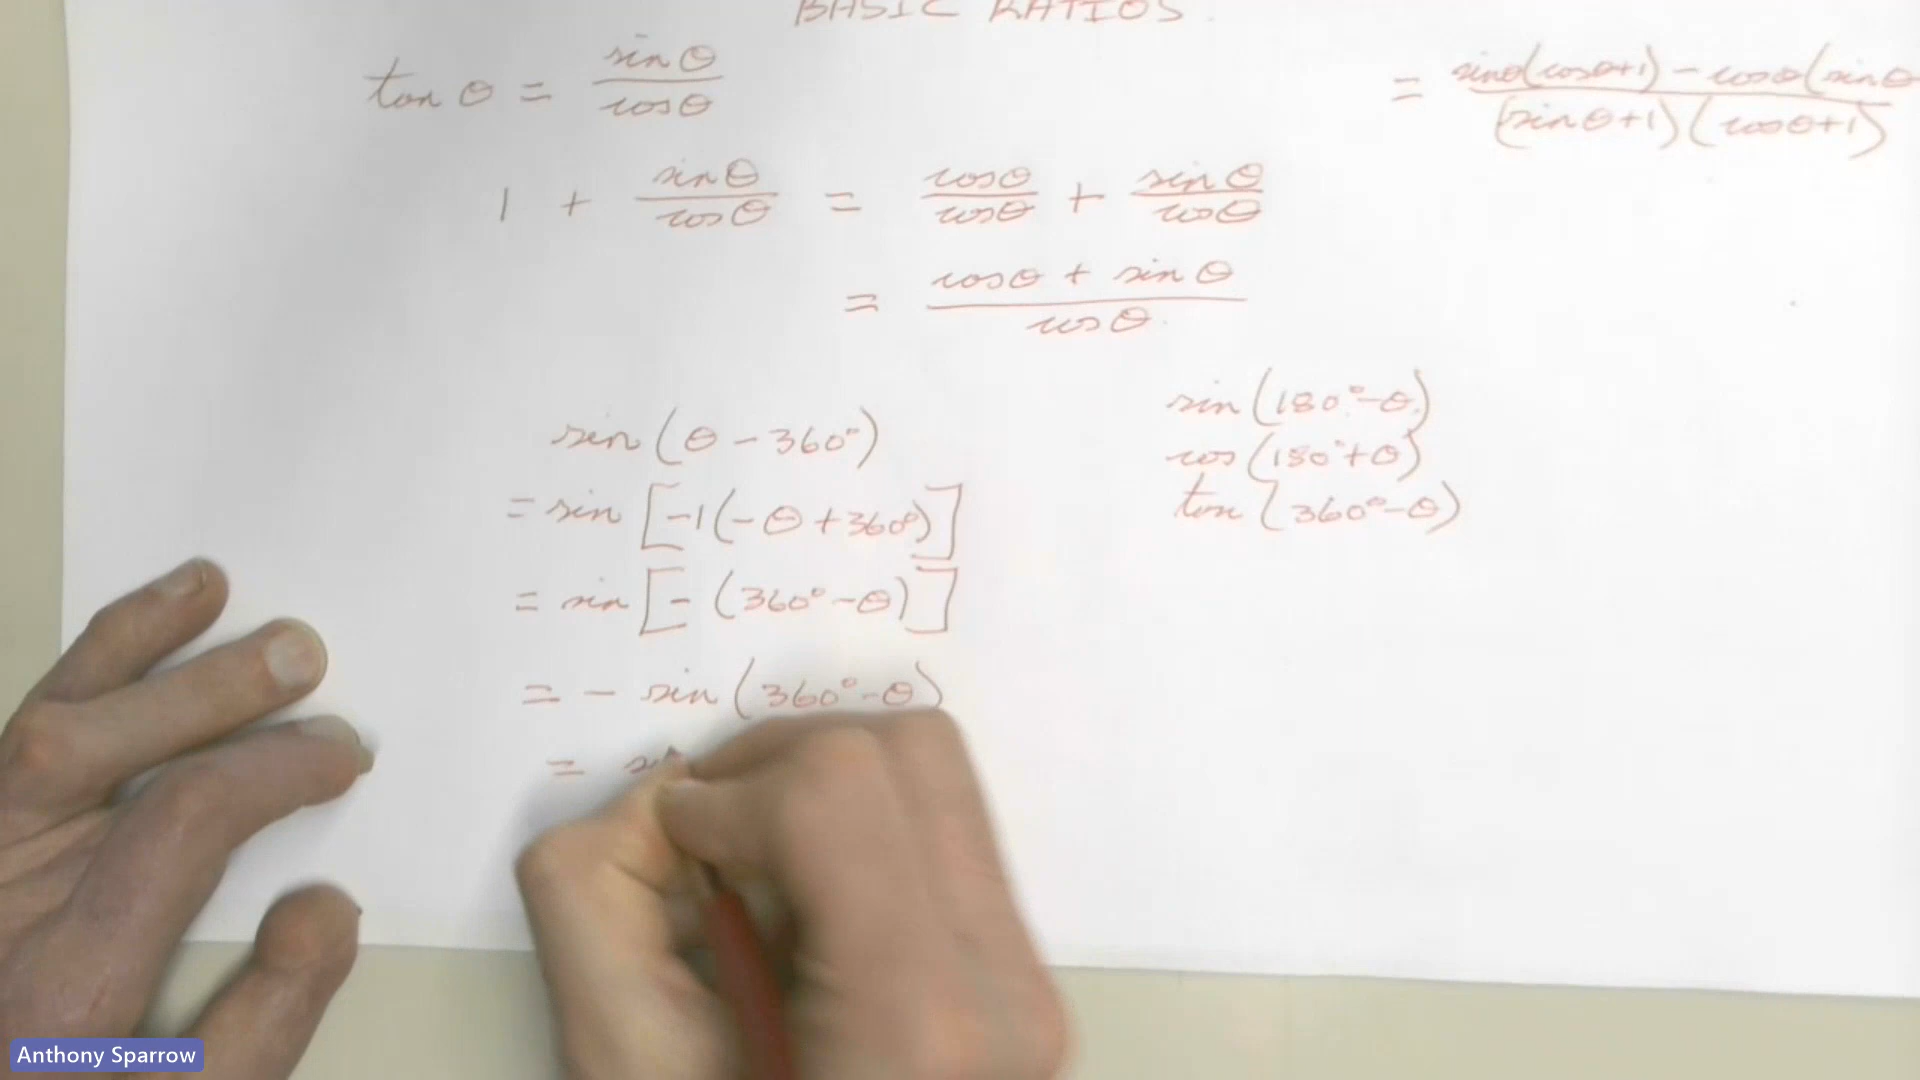 BASIC RATIOS.
tan θ = sinθ / cosθ
= sinθ(cosθ+1) - cosθ(sinθ / (sinθ+1)(cosθ+1)
1 + sinθ / cosθ = cosθ / cosθ + sinθ / cosθ
= cosθ + sinθ / cosθ.
sin(θ - 360°)
= sin [-1(-θ + 360°)]
= sin [- (360° - θ)]
= - sin(360° - θ)
=
sin(180° - θ)
cos(180° + θ)
tan(360° - θ)
Anthony Sparrow